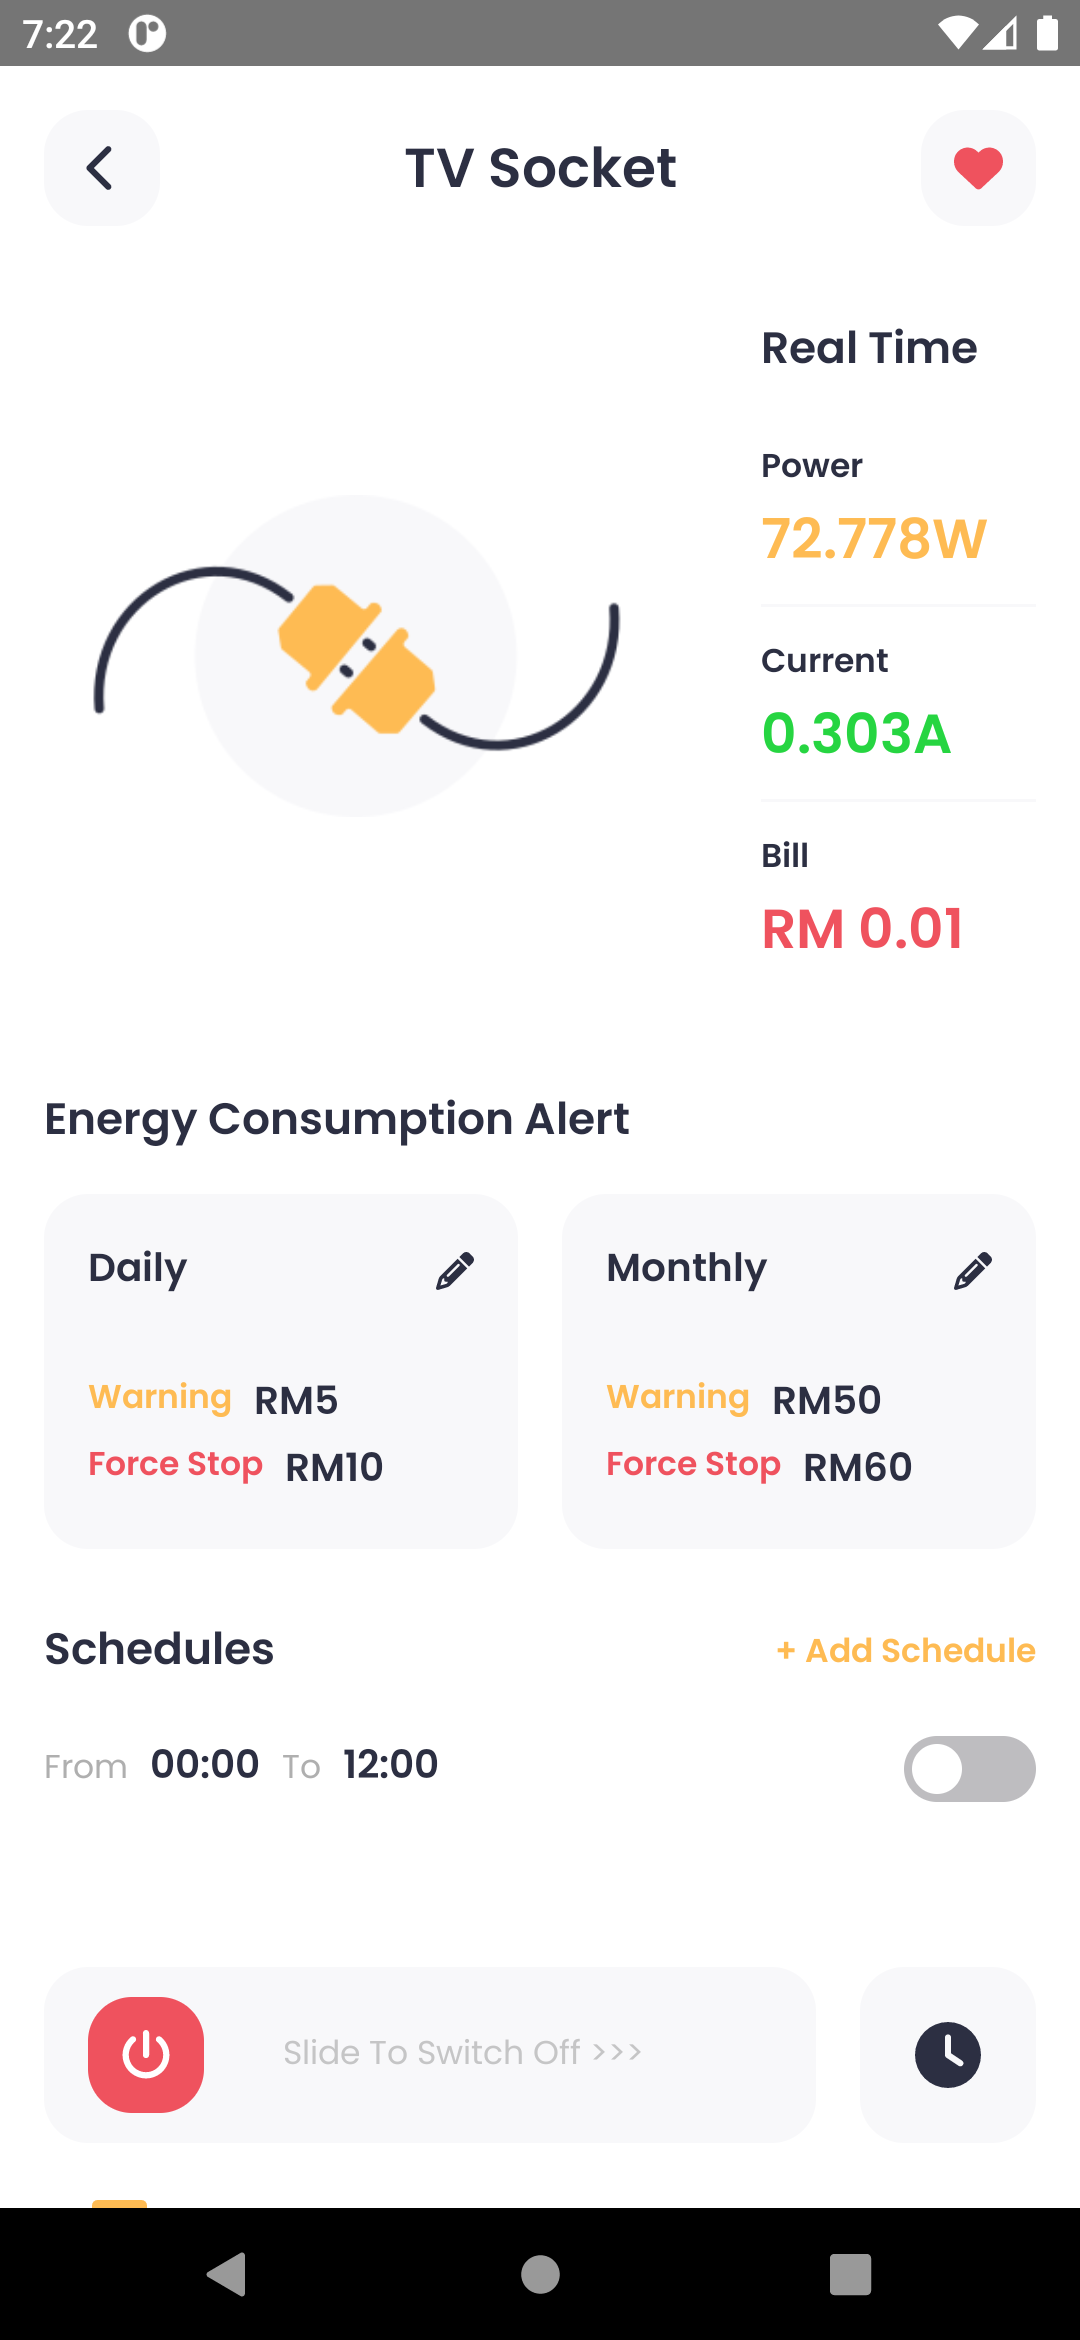 7:22
TV Socket
Real Time
Power
72.778W
Current
0.303A
Bill
RM 0.01
Energy Consumption Alert
Daily
Warning RM5
Force Stop RM10
Monthly
Warning RM50
Force Stop RM60
Schedules
+ Add Schedule
From 00:00 To 12:00
Slide To Switch Off >>>